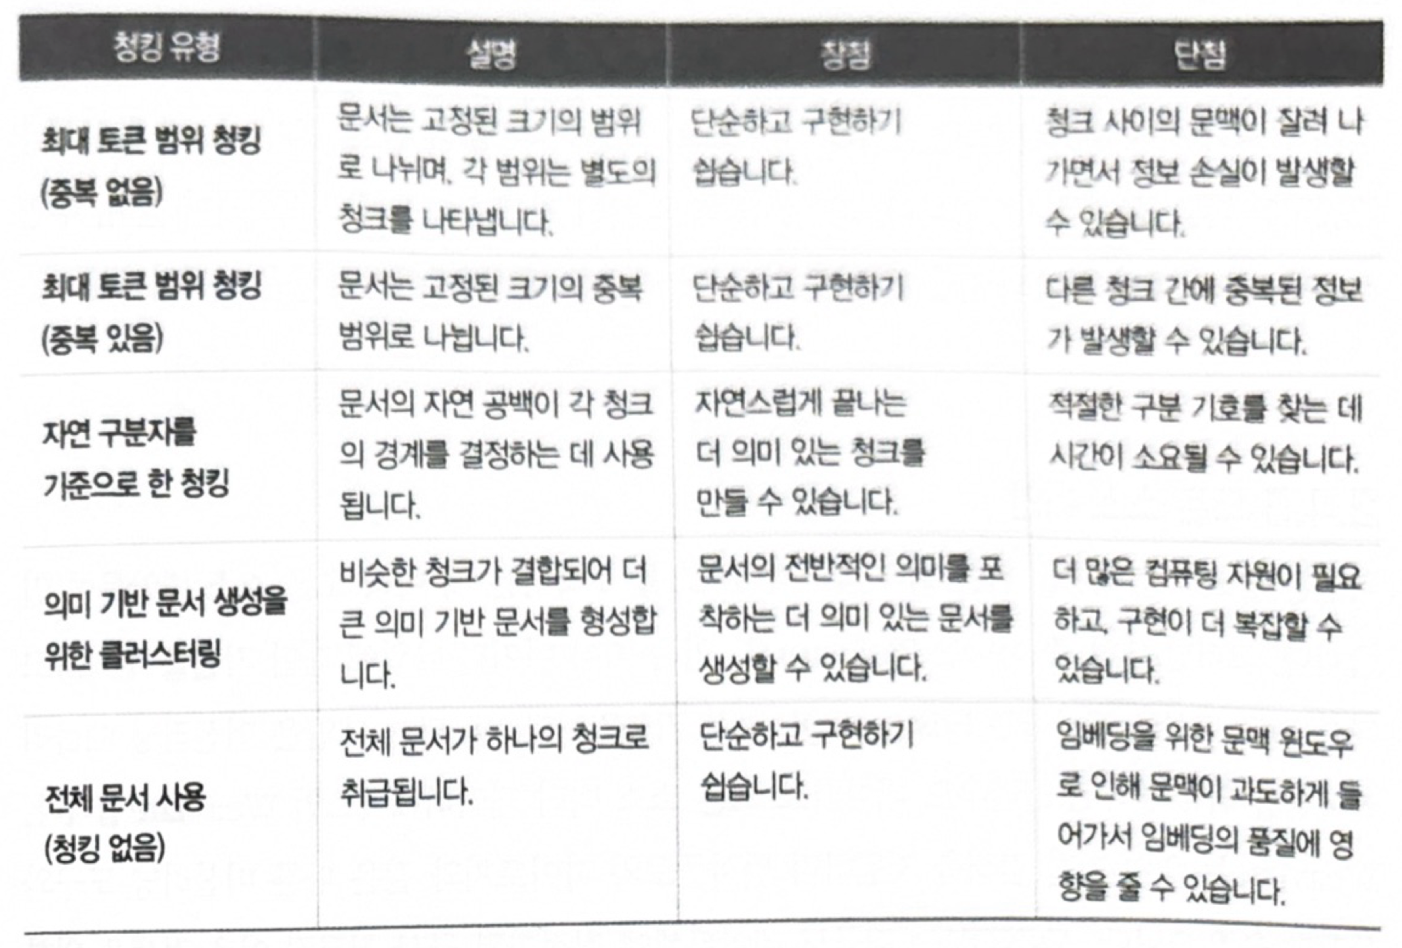 청킹 유형
설명
장점
단점
최대 토큰 범위 청킹
(중복 없음)
문서는 고정된 크기의 범위
로 나뉘며, 각 범위는 별도의
청크를 나타냅니다.
단순하고 구현하기
쉽습니다.
청크 사이의 문맥이 잘려 나
가면서 정보 손실이 발생할
수 있습니다.
최대 토큰 범위 청킹
(중복 있음)
문서는 고정된 크기의 중복
범위로 나뉩니다.
단순하고 구현하기
쉽습니다.
다른 청크 간에 중복된 정보
가 발생할 수 있습니다.
자연 구분자를
기준으로 한 청킹
문서의 자연 공백이 각 청크
의 경계를 결정하는 데 사용
됩니다.
자연스럽게 끝나는
더 의미 있는 청크를
만들 수 있습니다.
적절한 구분 기호를 찾는 데
시간이 소요될 수 있습니다.
의미 기반 문서 생성을
위한 클러스터링
비슷한 청크가 결합되어 더
큰 의미 기반 문서를 형성합
니다.
문서의 전반적인 의미를 포
착하는 더 의미 있는 문서를
생성할 수 있습니다.
더 많은 컴퓨팅 자원이 필요
하고, 구현이 더 복잡할 수
있습니다.
전체 문서 사용
(청킹 없음)
전체 문서가 하나의 청크로
취급됩니다.
단순하고 구현하기
쉽습니다.
임베딩을 위한 문맥 윈도우
로 인해 문맥이 과도하게 들
어가서 임베딩의 품질에 영
향을 줄 수 있습니다.